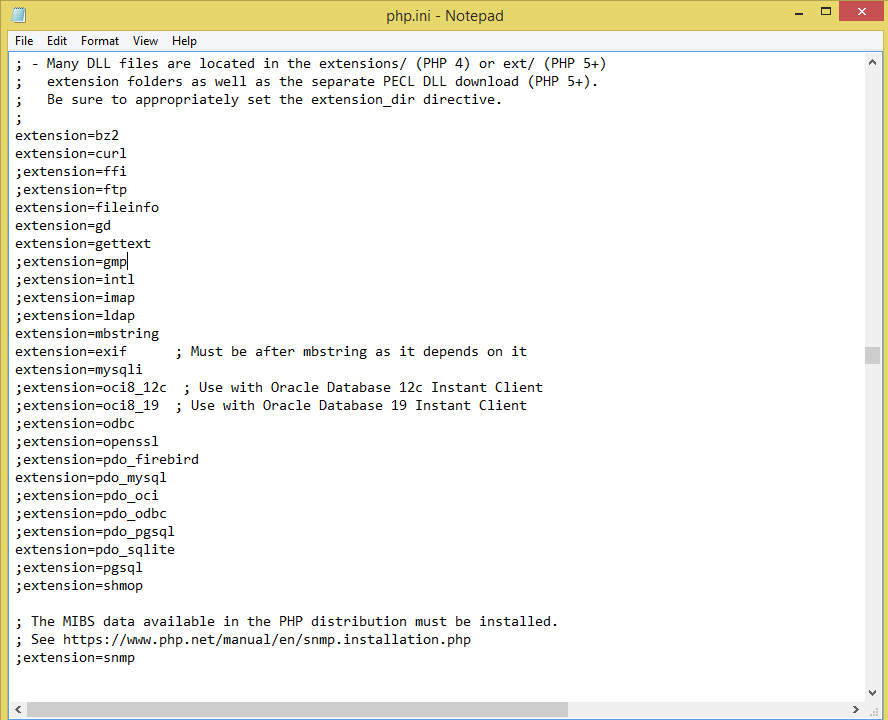 php.ini - Notepad
File Edit Format View Help
; - Many DLL files are located in the extensions/ (PHP 4) or ext/ (PHP 5+)
;   extension folders as well as the separate PECL DLL download (PHP 5+).
;   Be sure to appropriately set the extension_dir directive.
;
extension=bz2
extension=curl
;extension=ffi
;extension=ftp
extension=fileinfo
extension=gd
extension=gettext
;extension=gmp
;extension=intl
;extension=imap
;extension=ldap
extension=mbstring
extension=exif      ; Must be after mbstring as it depends on it
extension=mysqli
;extension=oci8_12c  ; Use with Oracle Database 12c Instant Client
;extension=oci8_19  ; Use with Oracle Database 19 Instant Client
;extension=odbc
;extension=openssl
;extension=pdo_firebird
extension=pdo_mysql
;extension=pdo_oci
;extension=pdo_odbc
;extension=pdo_pgsql
extension=pdo_sqlite
;extension=pgsql
;extension=shmop

; The MIBS data available in the PHP distribution must be installed.
; See https://www.php.net/manual/en/snmp.installation.php
;extension=snmp